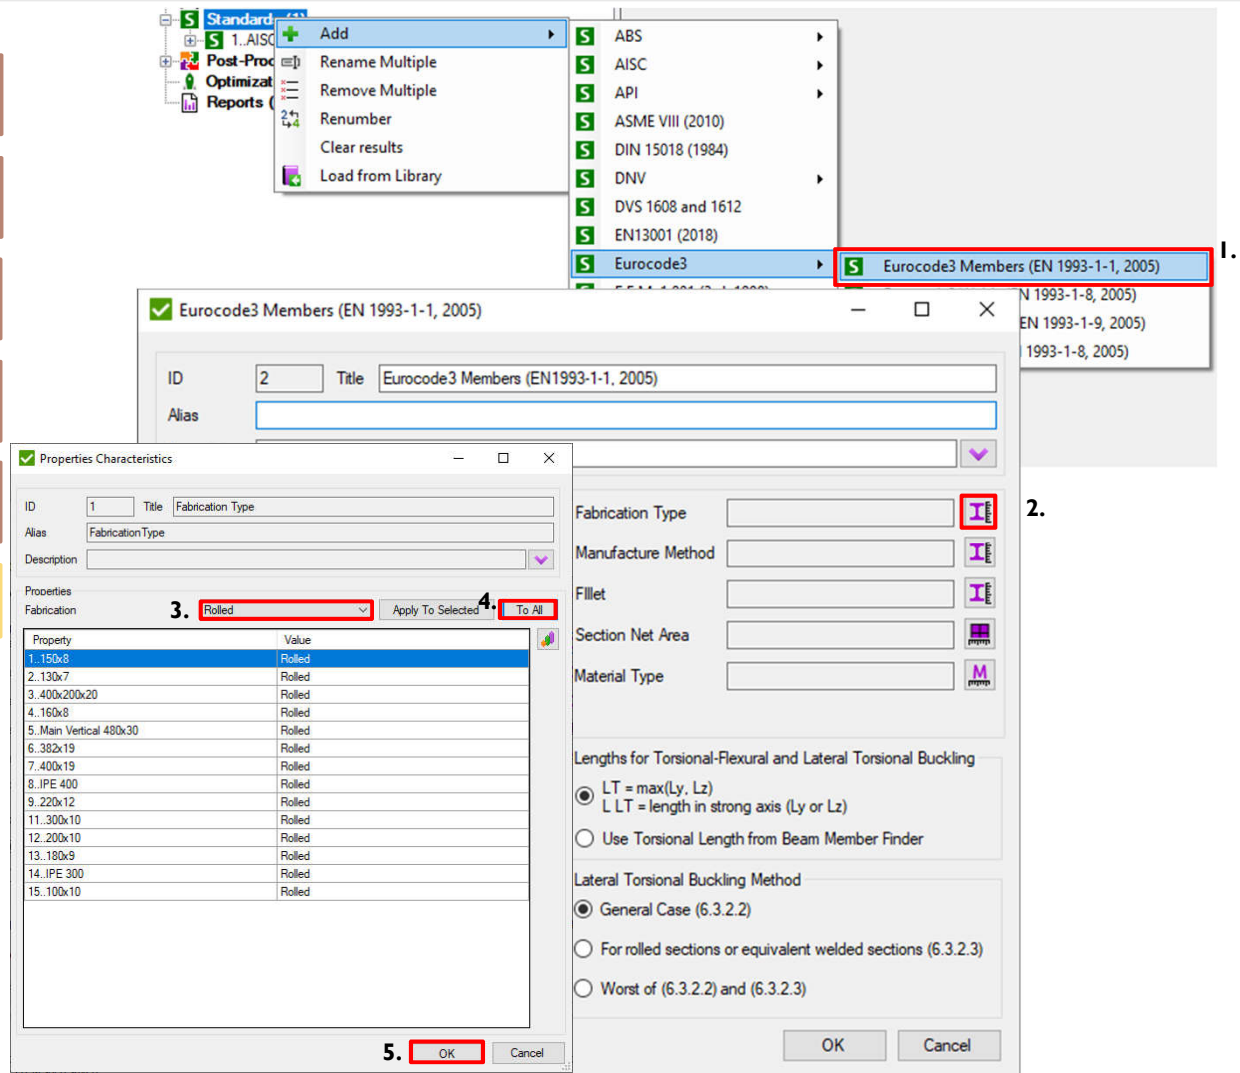 Standard
1..AISC
Post-Proc
Optimizat
Reports (
Add
Rename Multiple
Remove Multiple
Renumber
Clear results
Load from Library
ABS
AISC
API
ASME VIII (2010)
DIN 15018 (1984)
DNV
DVS 1608 and 1612
EN13001 (2018)
Eurocode3
Eurocode3 Members (EN 1993-1-1, 2005)
1.
N 1993-1-8, 2005)
EN 1993-1-9, 2005)
1993-1-8, 2005)
Eurocode3 Members (EN 1993-1-1, 2005)
ID 2 Title Eurocode3 Members (EN1993-1-1, 2005)
Alias
Fabrication Type
2.
Manufacture Method
FIllet
Section Net Area
Material Type
Lengths for Torsional-Flexural and Lateral Torsional Buckling
LT = max(Ly, Lz)
L LT = length in strong axis (Ly or Lz)
Use Torsional Length from Beam Member Finder
Lateral Torsional Buckling Method
General Case (6.3.2.2)
For rolled sections or equivalent welded sections (6.3.2.3)
Worst of (6.3.2.2) and (6.3.2.3)
OK Cancel
Properties Characteristics
ID 1 Title Fabrication Type
Alias FabricationType
Description
Properties
Fabrication 3. Rolled Apply To Selected 4. To All
Property Value
1..150x8 Rolled
2..130x7 Rolled
3..400x200x20 Rolled
4..160x8 Rolled
5..Main Vertical 480x30 Rolled
6..382x19 Rolled
7..400x19 Rolled
8..IPE 400 Rolled
9..220x12 Rolled
11..300x10 Rolled
12..200x10 Rolled
13..180x9 Rolled
14..IPE 300 Rolled
15..100x10 Rolled
5. OK Cancel